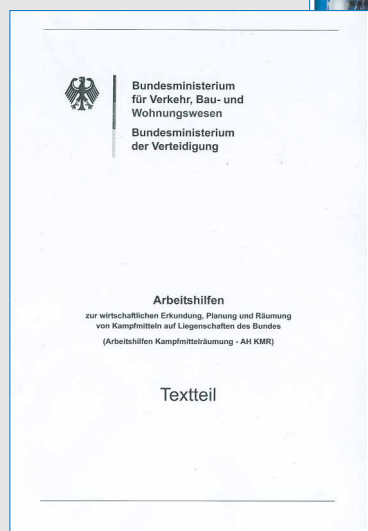 Bundesministerium
für Verkehr, Bau- und
Wohnungswesen
Bundesministerium
der Verteidigung
Arbeitshilfen
zur wirtschaftlichen Erkundung, Planung und Räumung
von Kampfmitteln auf Liegenschaften des Bundes
(Arbeitshilfen Kampfmittelräumung - AH KMR)
Textteil